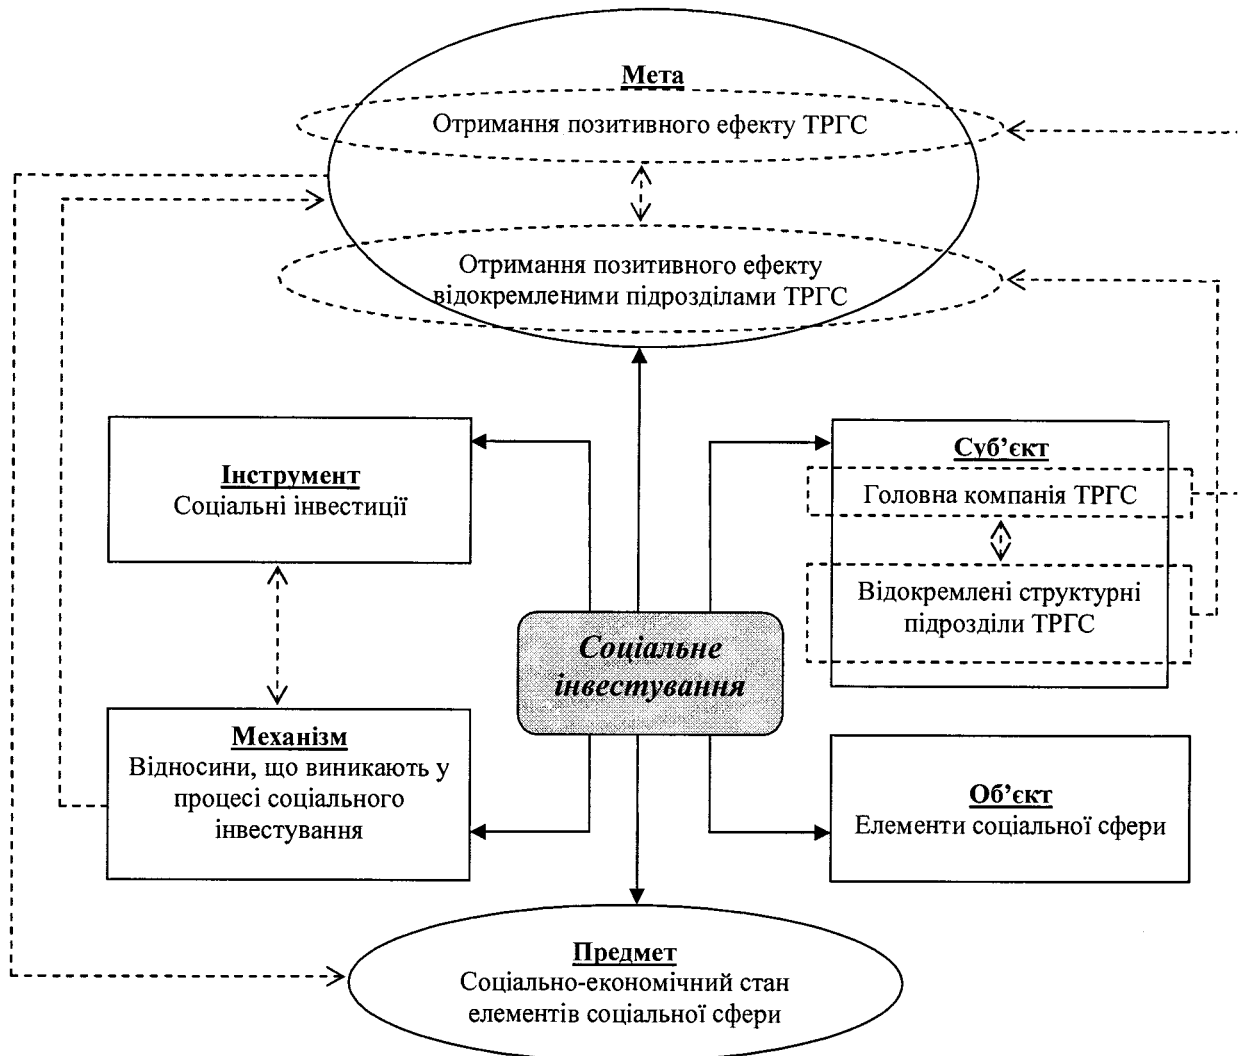 Мета
Отримання позитивного ефекту ТРГС
Отримання позитивного ефекту
відокремленими підрозділами ТРГС
Інструмент
Соціальні інвестиції
Суб’єкт
Головна компанія ТРГС
Відокремлені структурні
підрозділи ТРГС
Соціальне
інвестування
Механізм
Відносини, що виникають у
процесі соціального
інвестування
Об’єкт
Елементи соціальної сфери
Предмет
Соціально-економічний стан
елементів соціальної сфери